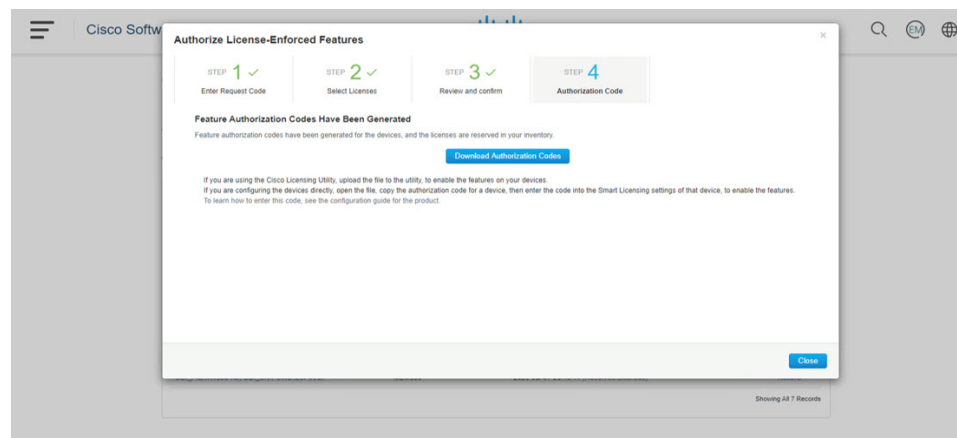 Cisco Softw
EM
Authorize License-Enforced Features
×
STEP 1 ✓
STEP 2 ✓
STEP 3 ✓
STEP 4
Enter Request Code
Select Licenses
Review and confirm
Authorization Code
Feature Authorization Codes Have Been Generated
Feature authorization codes have been generated for the devices, and the licenses are reserved in your inventory.
Download Authorization Codes
If you are using the Cisco Licensing Utility, upload the file to the utility, to enable the features on your devices.
If you are configuring the devices directly, open the file, copy the authorization code for a device, then enter the code into the Smart Licensing settings of that device, to enable the features.
To learn how to enter this code, see the configuration guide for the product.
Close
Showing All 7 Records